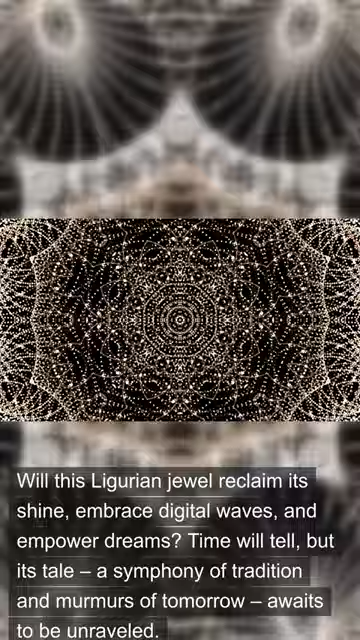 Will this Ligurian jewel reclaim its
shine, embrace digital waves, and
empower dreams? Time will tell, but
its tale – a symphony of tradition
and murmurs of tomorrow – awaits
to be unraveled.